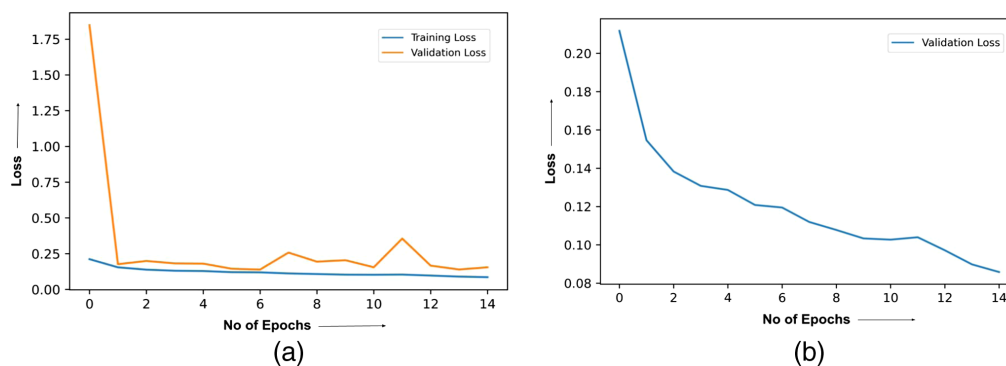 1.75
1.50
1.25
1.00
0.75
0.50
0.25
0.00
Loss
Training Loss
Validation Loss
0 2 4 6 8 10 12 14
No of Epochs
(a)
0.20
0.18
0.16
0.14
0.12
0.10
0.08
Loss
Validation Loss
0 2 4 6 8 10 12 14
No of Epochs
(b)